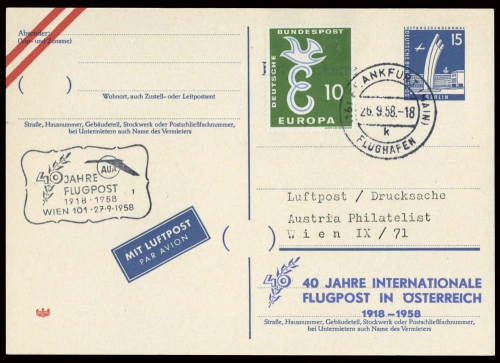 Absender:
(Vor- und Zuname)
Wohnort, auch Zustell- oder Leitpostamt
Straße, Hausnummer, Gebäudeteil, Stockwerk oder Postschließfachnummer,
bei Untermietern auch Name des Vermieters
DEUTSCHE
BUNDESPOST
10
EUROPA
15
DEUTSCHE BUNDESPOST
BERLIN
FRANKFURT (MAIN)
26.9.58.-18
k
FLUGHAFEN
AUA
40 JAHRE
FLUGPOST
1918 - 1958
1
WIEN 101 - 27-9-1958
MIT LUFTPOST
PAR AVION
Luftpost / Drucksache
Austria Philatelist
Wien IX / 71
40
40 JAHRE INTERNATIONALE
FLUGPOST IN ÖSTERREICH
1918 – 1958
Straße, Hausnummer, Gebäudeteil, Stockwerk oder Postschließfachnummer,
bei Untermietern auch Name des Vermieters